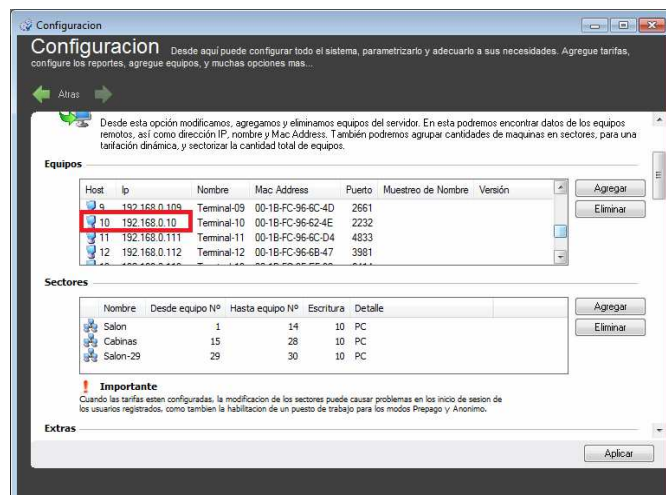 Configuracion
Configuracion Desde aquí puede configurar todo el sistema, parametrizarlo y adecuarlo a sus necesidades. Agregue tarifas,
configure los reportes, agregue equipos, y muchas opciones mas...
Atras
Desde esta opción modificamos, agregamos y eliminamos equipos del servidor. En esta podremos encontrar datos de los equipos
remotos, así como dirección IP, nombre y Mac Address. También podremos agrupar cantidades de maquinas en sectores, para una
tarifación dinámica, y sectorizar la cantidad total de equipos.
Equipos
Host Ip Nombre Mac Address Puerto Muestreo de Nombre Versión
9 192.168.0.109 Terminal-09 00-1B-FC-96-6C-4D 2661
10 192.168.0.10 Terminal-10 00-1B-FC-96-62-4E 2232
11 192.168.0.111 Terminal-11 00-1B-FC-96-6C-D4 4833
12 192.168.0.112 Terminal-12 00-1B-FC-96-6B-47 3981
Agregar
Eliminar
Sectores
Nombre Desde equipo Nº Hasta equipo Nº Escritura Detalle
Salon 1 14 10 PC
Cabinas 15 28 10 PC
Salon-29 29 30 10 PC
Agregar
Eliminar
Importante
Cuando las tarifas esten configuradas, la modificacion de los sectores puede causar problemas en los inicio de sesion de
los usuarios registrados, como tambien la habilitacion de un puesto de trabajo para los modos Prepago y Anonimo.
Extras
Aplicar